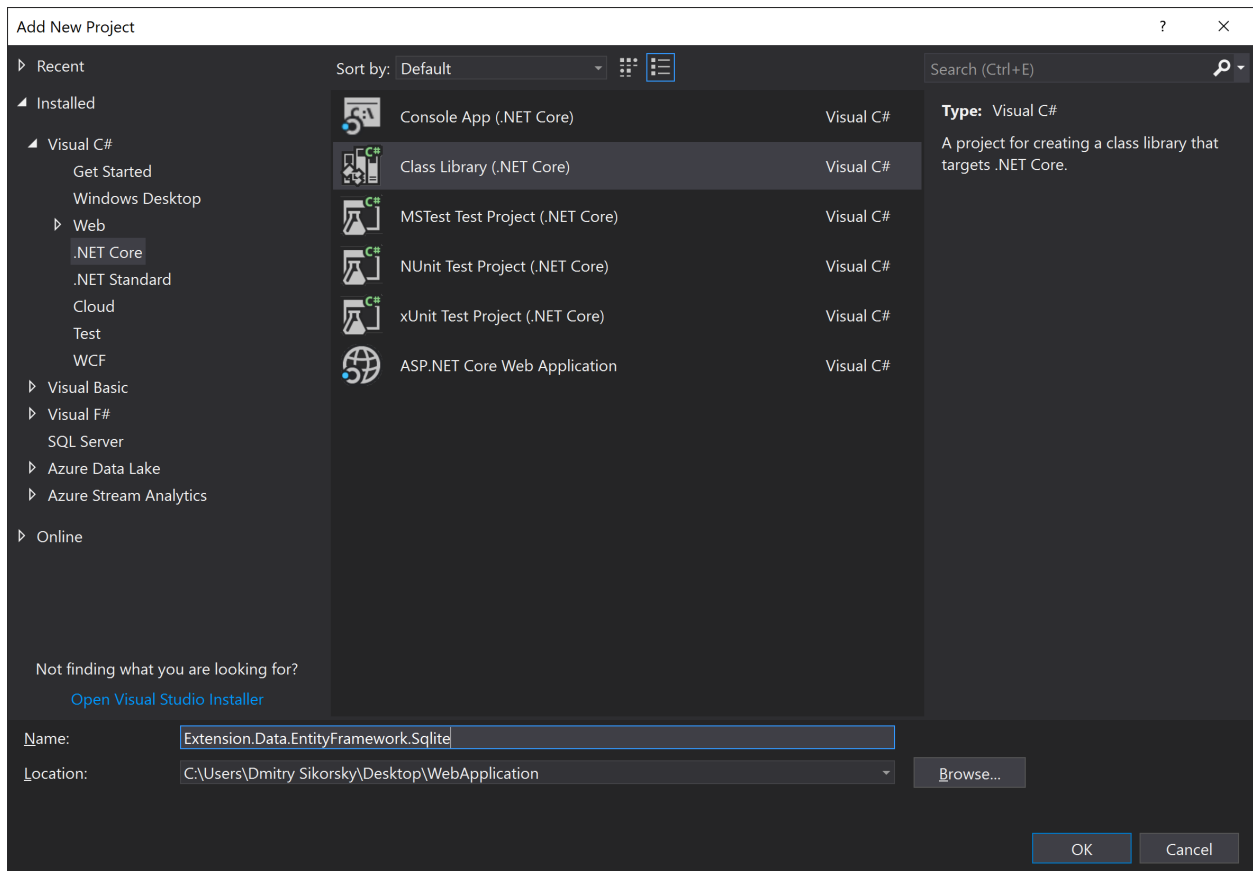 Add New Project
?
Recent
Installed
Visual C#
Get Started
Windows Desktop
Web
.NET Core
.NET Standard
Cloud
Test
WCF
Visual Basic
Visual F#
SQL Server
Azure Data Lake
Azure Stream Analytics
Online
Not finding what you are looking for?
Open Visual Studio Installer
Sort by: Default
Console App (.NET Core) Visual C#
Class Library (.NET Core) Visual C#
MSTest Test Project (.NET Core) Visual C#
NUnit Test Project (.NET Core) Visual C#
xUnit Test Project (.NET Core) Visual C#
ASP.NET Core Web Application Visual C#
Search (Ctrl+E)
Type: Visual C#
A project for creating a class library that
targets .NET Core.
Name: Extension.Data.EntityFramework.Sqlite
Location: C:\Users\Dmitry Sikorsky\Desktop\WebApplication Browse...
OK Cancel